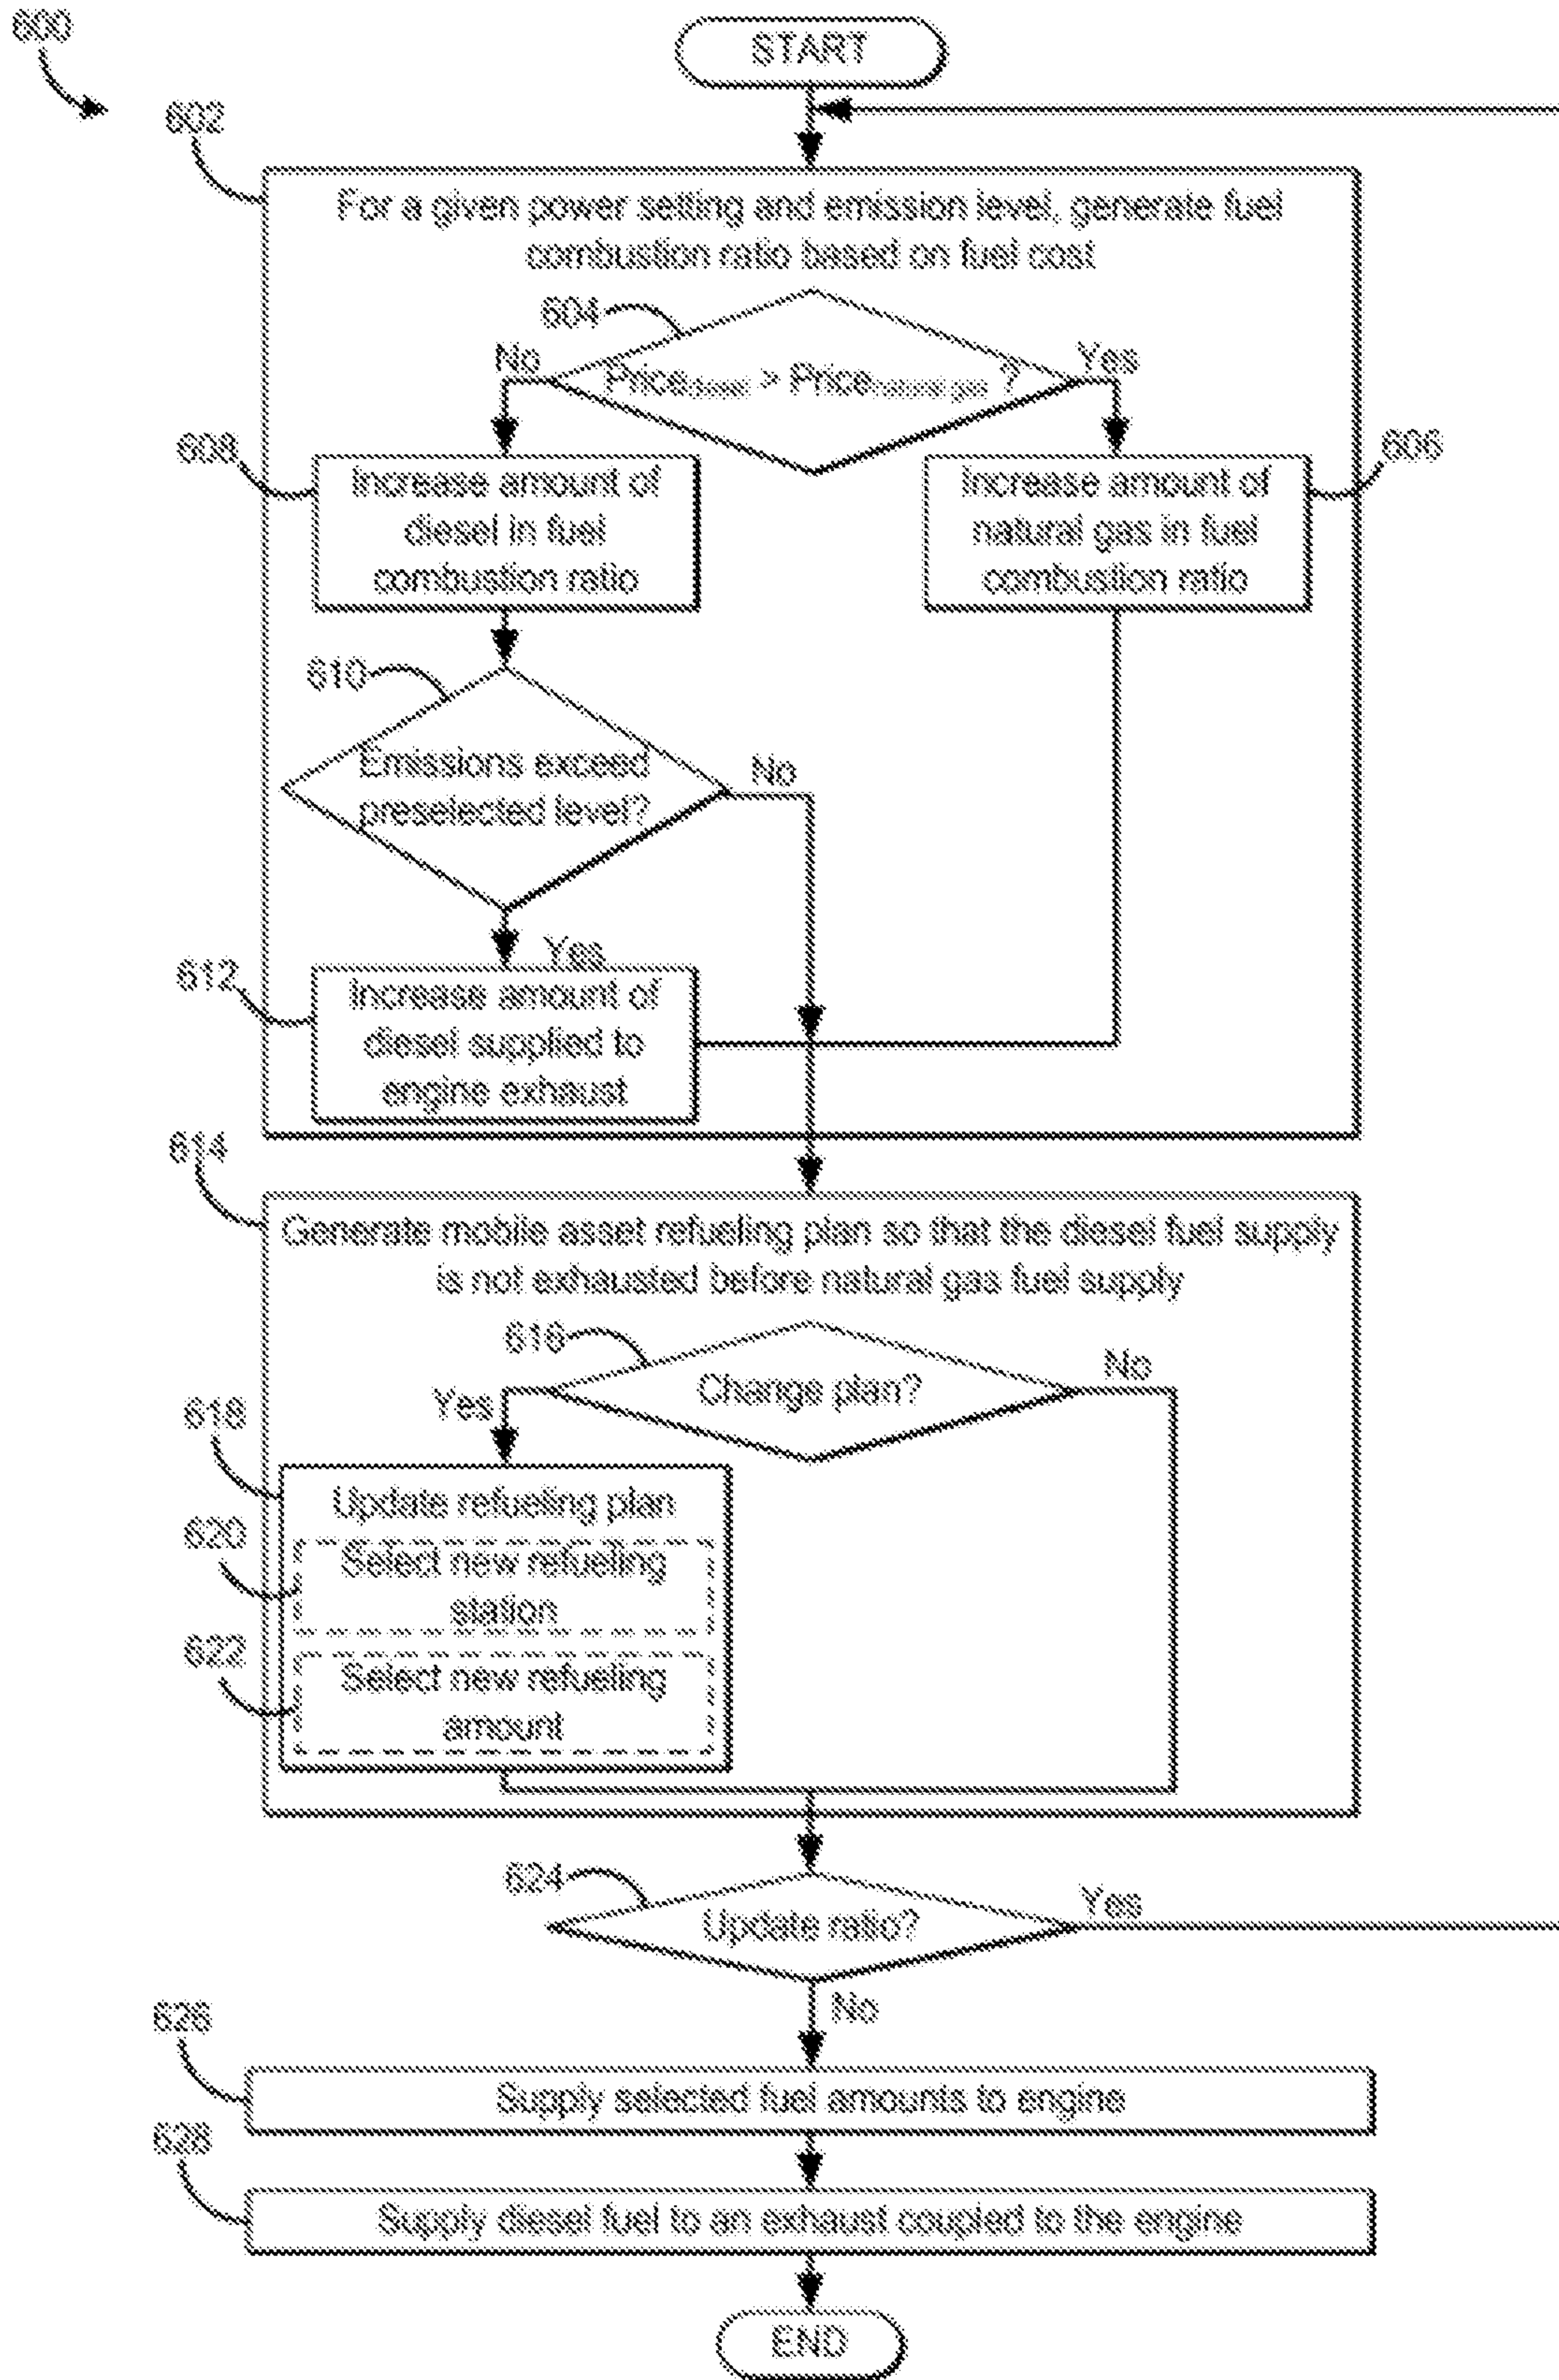 600
START
602
For a given power setting and emission level, generate fuel
combustion ratio based on fuel cost
604
No
Price diesel > Price natural gas ?
Yes
608
606
Increase amount of
diesel in fuel
combustion ratio
Increase amount of
natural gas in fuel
combustion ratio
610
Emissions exceed
preselected level?
No
Yes
612
Increase amount of
diesel supplied to
engine exhaust
614
Generate mobile asset refueling plan so that the diesel fuel supply
is not exhausted before natural gas fuel supply
616
Change plan?
No
Yes
618
Update refueling plan
620
Select new refueling
station
622
Select new refueling
amount
624
Update ratio?
Yes
No
626
Supply selected fuel amounts to engine
628
Supply diesel fuel to an exhaust coupled to the engine
END